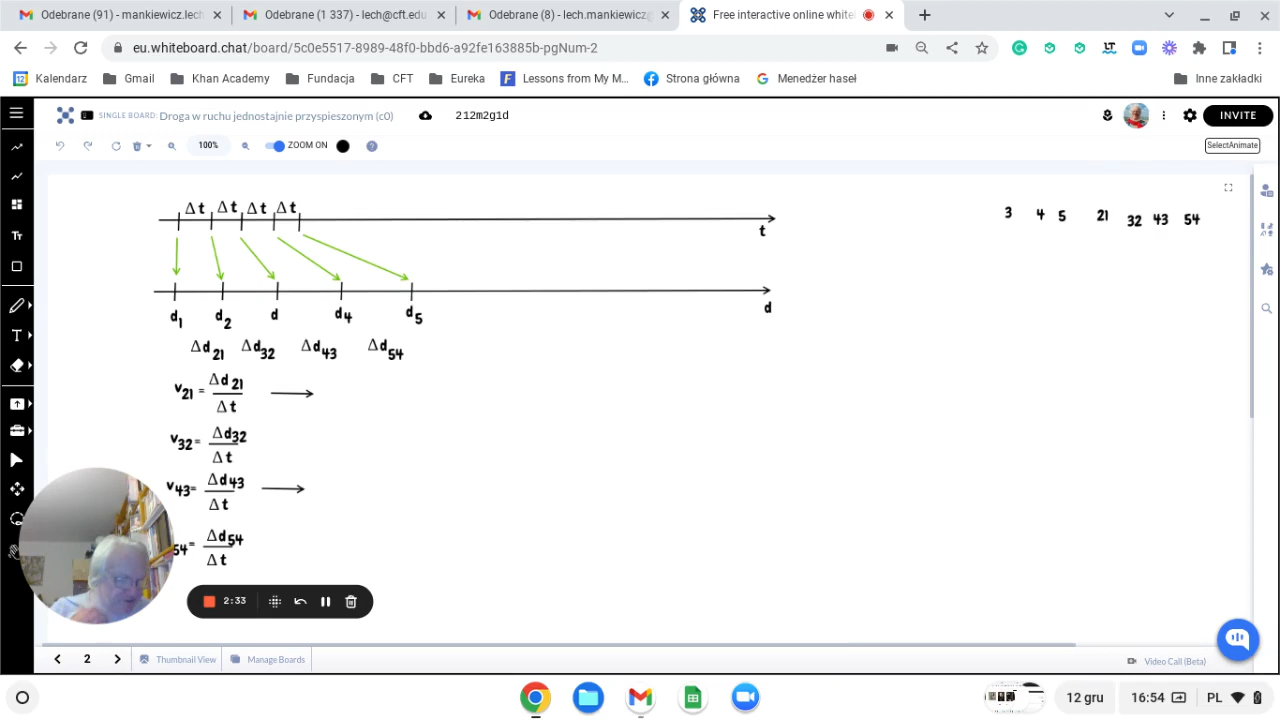 Odebrane (91) - mankiewicz.lech
Odebrane (1 337) - lech@cft.edu
Odebrane (8) - lech.mankiewicz
Free interactive online white
eu.whiteboard.chat/board/5c0e5517-8989-48f0-bbd6-a92fe163885b-pgNum-2
Kalendarz Gmail Khan Academy Fundacja CFT Eureka Lessons from My M... Strona główna Menedżer haseł Inne zakładki
SINGLE BOARD: Droga w ruchu jednostajnie przyspieszonym (c0) 212m2g1d INVITE
100% ZOOM ON SelectAnimate
Δt Δt Δt Δt
3 4 5 21 32 43 54
t
d1 d2 d d4 d5 d
Δd21 Δd32 Δd43 Δd54
v21 = Δd21
Δt
v32 = Δd32
Δt
v43 = Δd43
Δt
54 = Δd54
Δt
2:33
2 Thumbnail View Manage Boards Video Call (Beta)
12 gru 16:54 PL